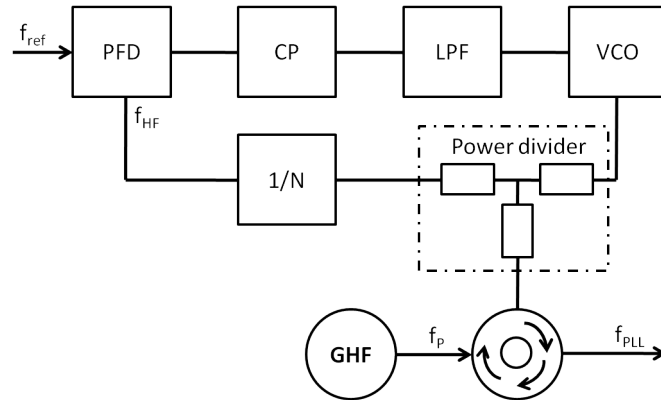 f_ref
PFD
CP
LPF
VCO
f_HF
1/N
Power divider
GHF
f_P
f_PLL